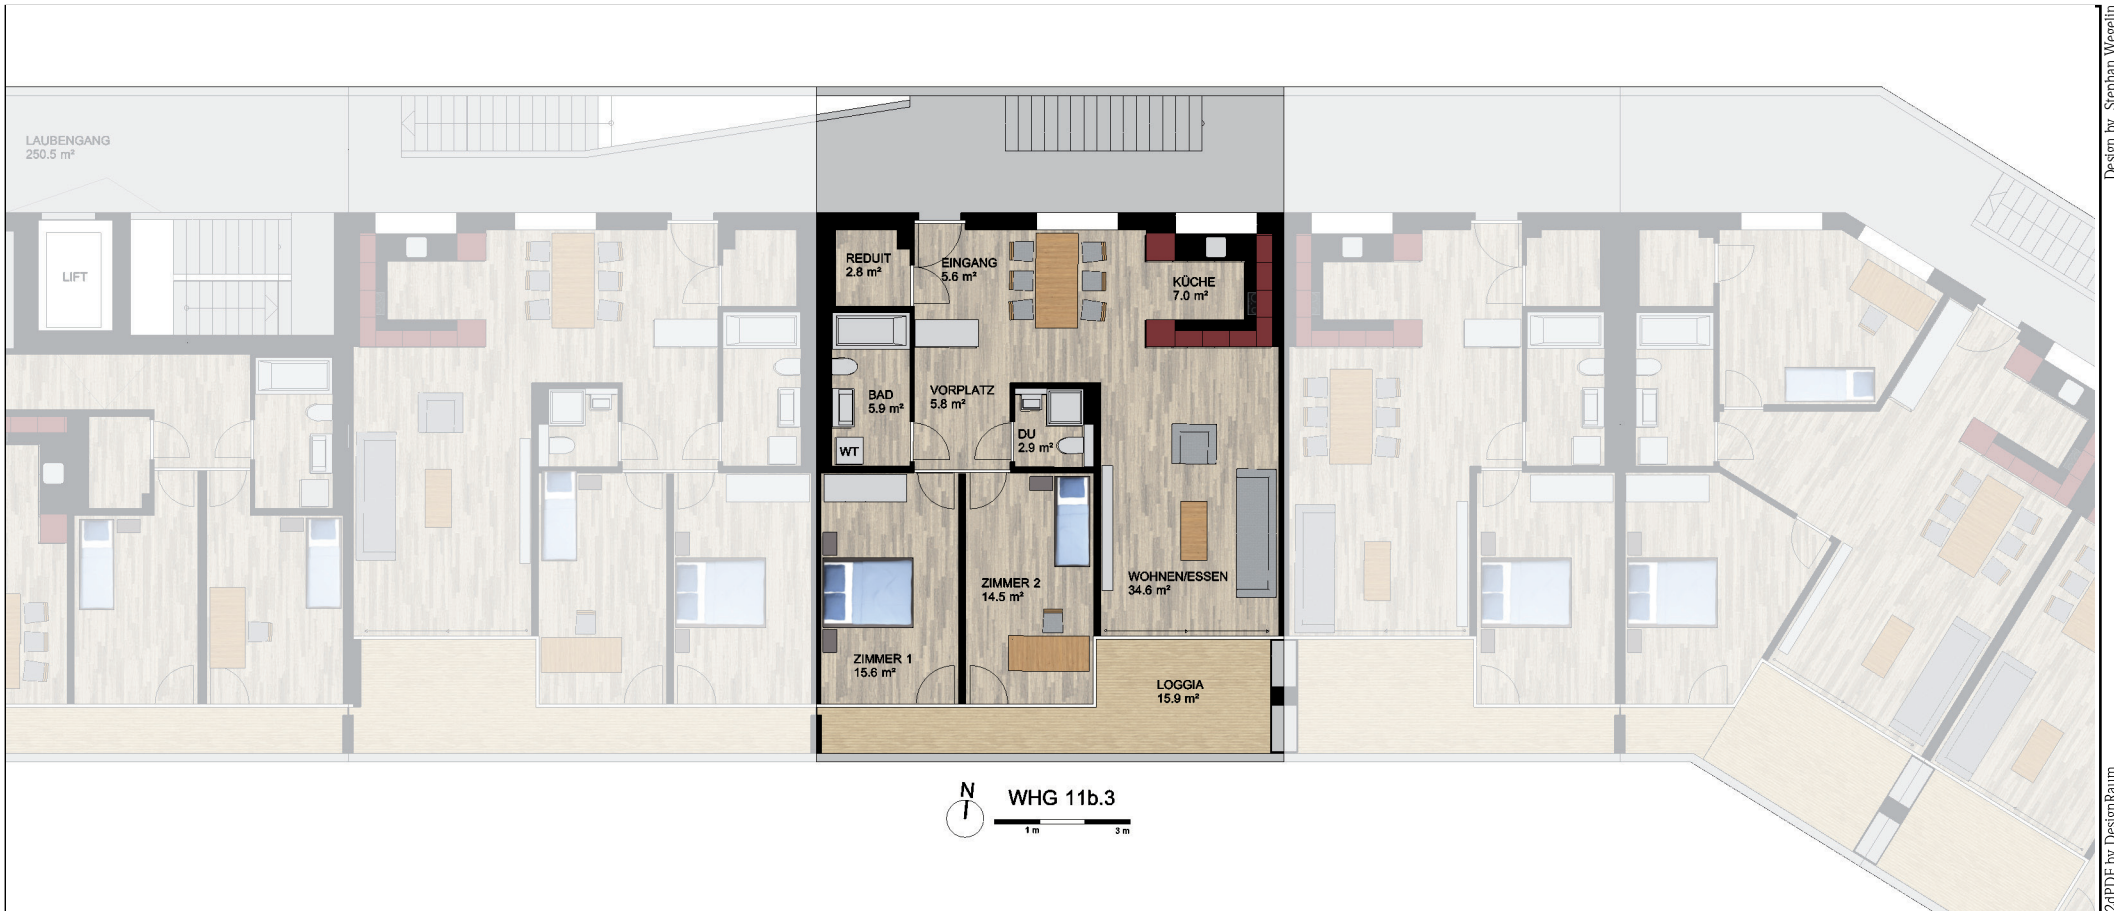 Design by Stephan Wegelin
LAUBENGANG
250.5 m²
LIFT
REDUIT
2.8 m²
EINGANG
5.6 m²
KÜCHE
7.0 m²
BAD
5.9 m²
VORPLATZ
5.8 m²
DU
2.9 m²
WT
ZIMMER 2
14.5 m²
WOHNEN/ESSEN
34.6 m²
ZIMMER 1
15.6 m²
LOGGIA
15.9 m²
N
WHG 11b.3
1 m
3 m
2dPDF by DesignRaum